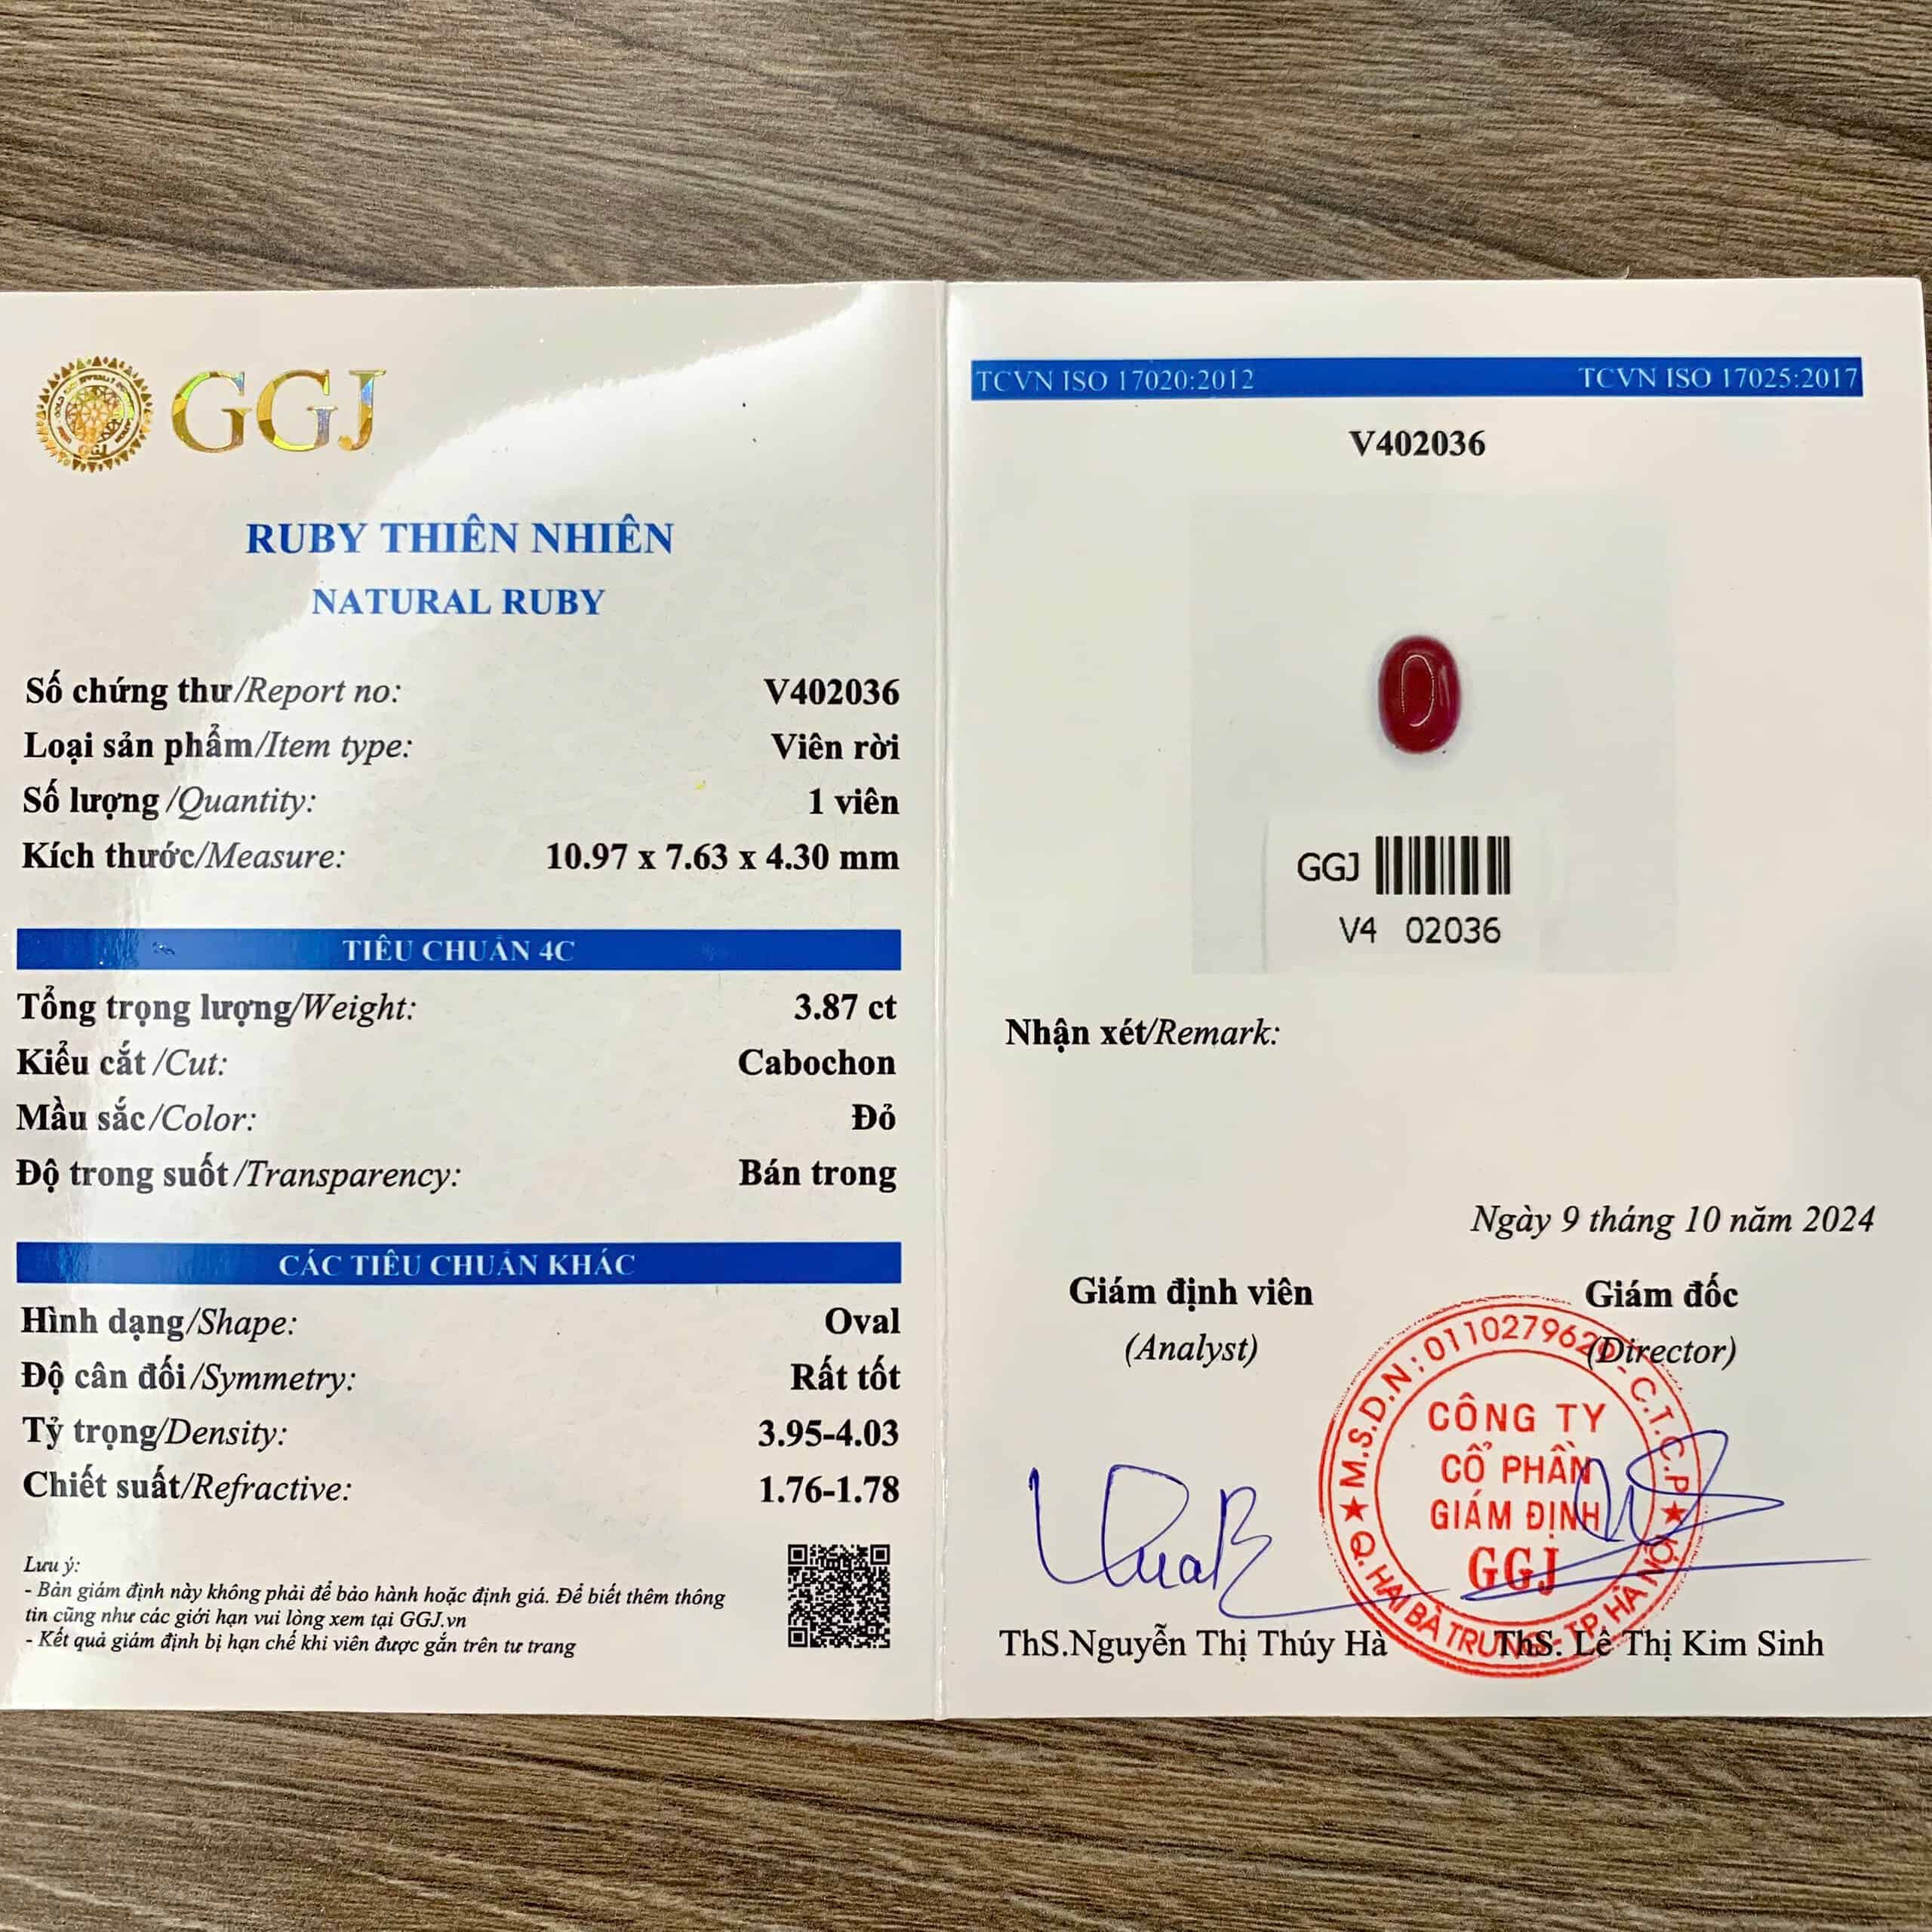 GGJ
RUBY THIÊN NHIÊN
NATURAL RUBY
Số chứng thư/Report no: V402036
Loại sản phẩm/Item type: Viên rời
Số lượng/Quantity: 1 viên
Kích thước/Measure: 10.97 x 7.63 x 4.30 mm
TIÊU CHUẨN 4C
Tổng trọng lượng/Weight: 3.87 ct
Kiểu cắt/Cut: Cabochon
Mầu sắc/Color: Đỏ
Độ trong suốt/Transparency: Bán trong
CÁC TIÊU CHUẨN KHÁC
Hình dạng/Shape: Oval
Độ cân đối/Symmetry: Rất tốt
Tỷ trọng/Density: 3.95-4.03
Chiết suất/Refractive: 1.76-1.78
Lưu ý:
- Bản giám định này không phải để bảo hành hoặc định giá. Để biết thêm thông
tin cũng như các giới hạn vui lòng xem tại GGJ.vn
- Kết quả giám định bị hạn chế khi viên được gắn trên tư trang
TCVN ISO 17020:2012 TCVN ISO 17025:2017
V402036
GGJ
V4 02036
Nhận xét/Remark:
Ngày 9 tháng 10 năm 2024
Giám định viên Giám đốc
(Analyst) (Director)
M.S.D.N: 0110279620 - C.T.C.P
CÔNG TY
CỔ PHẦN
GIÁM ĐỊNH
GGJ
Q. HAI BÀ TRƯNG - TP. HÀ NỘI
ThS.Nguyễn Thị Thúy Hà ThS. Lê Thị Kim Sinh